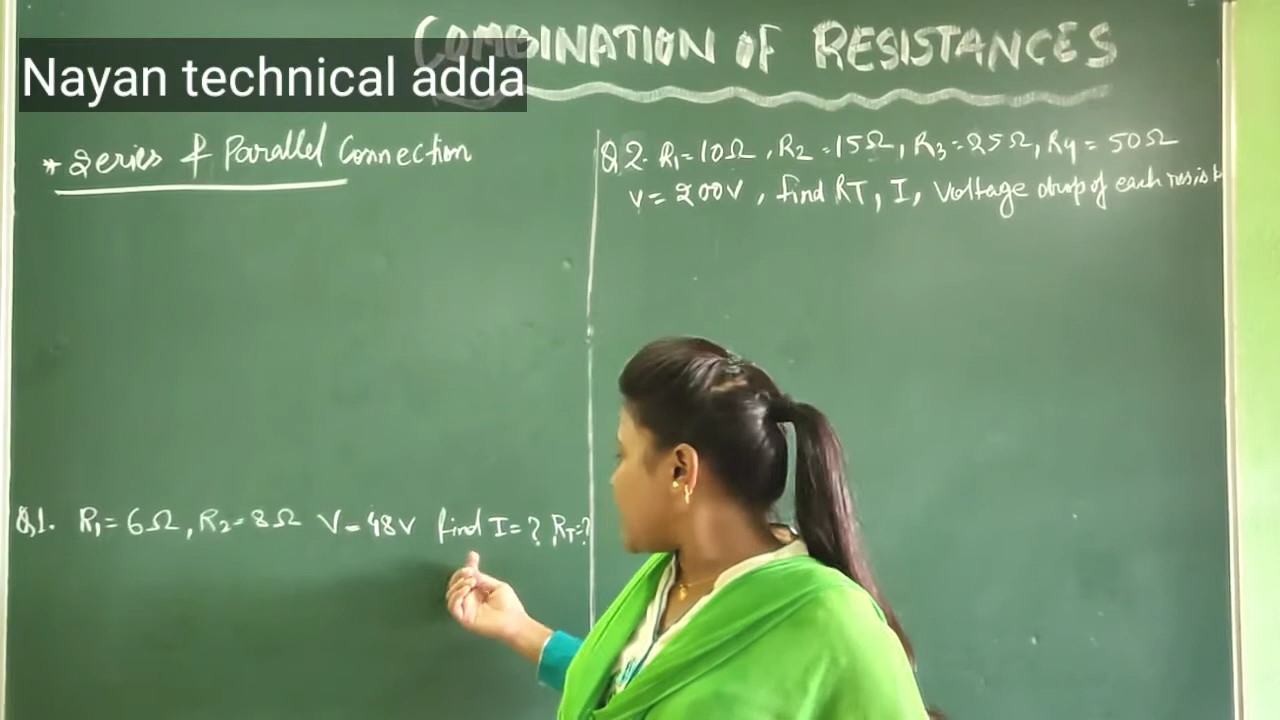 COMBINATION OF RESISTANCES
Nayan technical adda
* Series & Parallel Connection
Q.2. R1=10Ω, R2=15Ω, R3=25Ω, R4=50Ω
V=200V, find RT, I, Voltage drop of each resist
Q.1. R1=6Ω, R2=8Ω V=48V find I=? RT=?